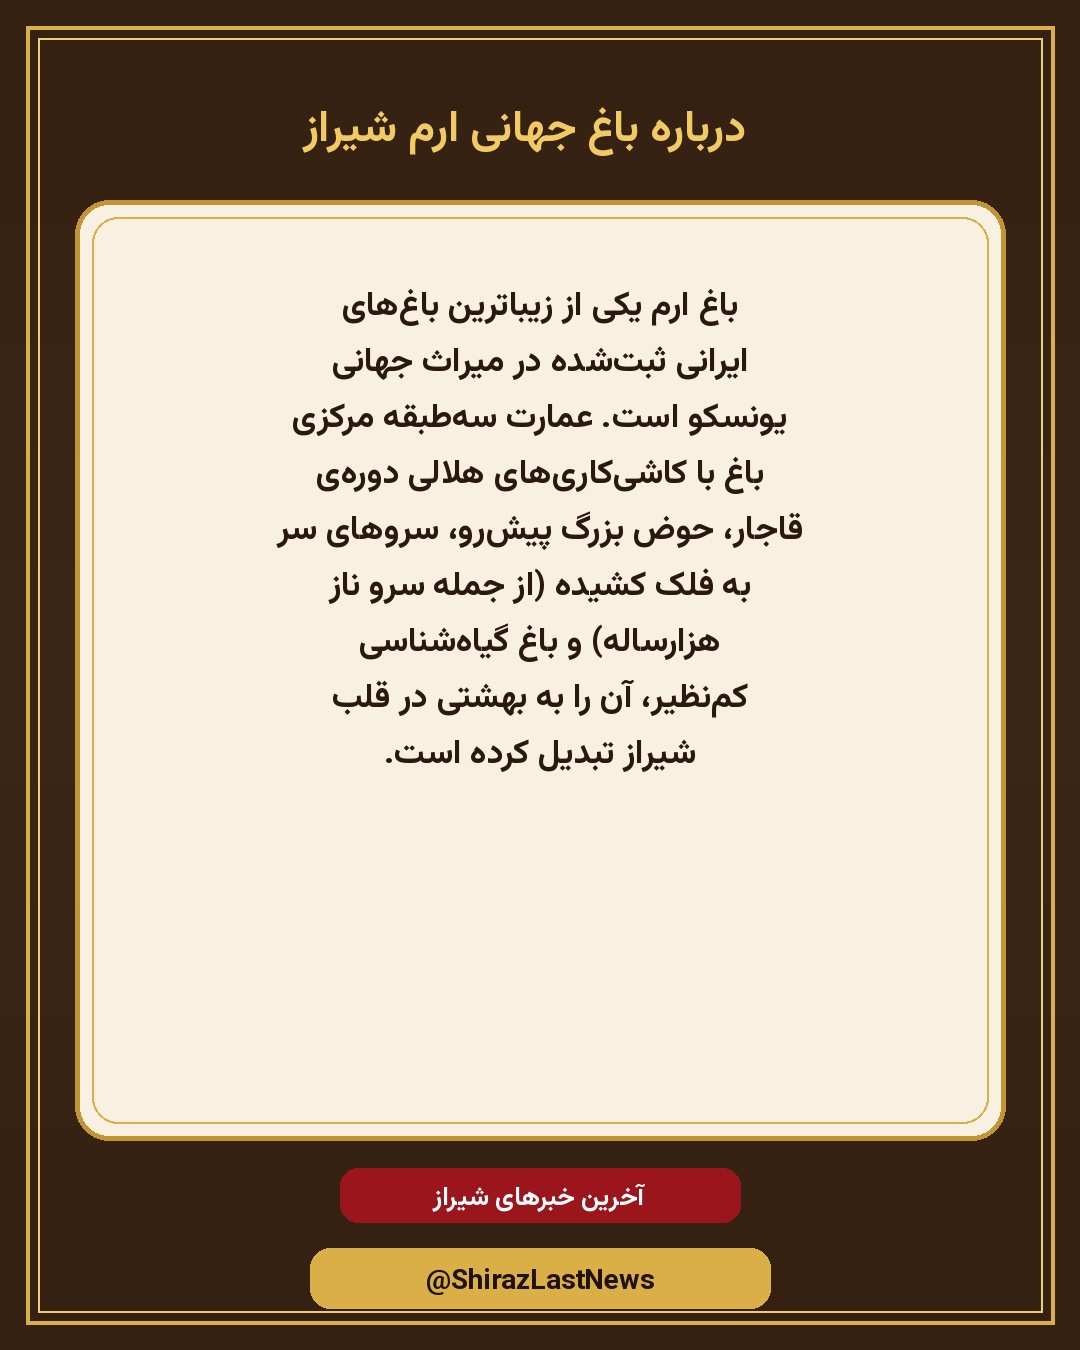 درباره باغ جهانی ارم شیراز
باغ ارم یکی از زیباترین باغ‌های
ایرانی ثبت‌شده در میراث جهانی
یونسکو است. عمارت سه‌طبقه مرکزی
باغ با کاشی‌کاری‌های هلالی دوره‌ی
قاجار، حوض بزرگ پیش‌رو، سروهای سر
به فلک کشیده (از جمله سرو ناز
هزارساله) و باغ گیاه‌شناسی
کم‌نظیر، آن را به بهشتی در قلب
شیراز تبدیل کرده است.
آخرین خبرهای شیراز
@ShirazLastNews